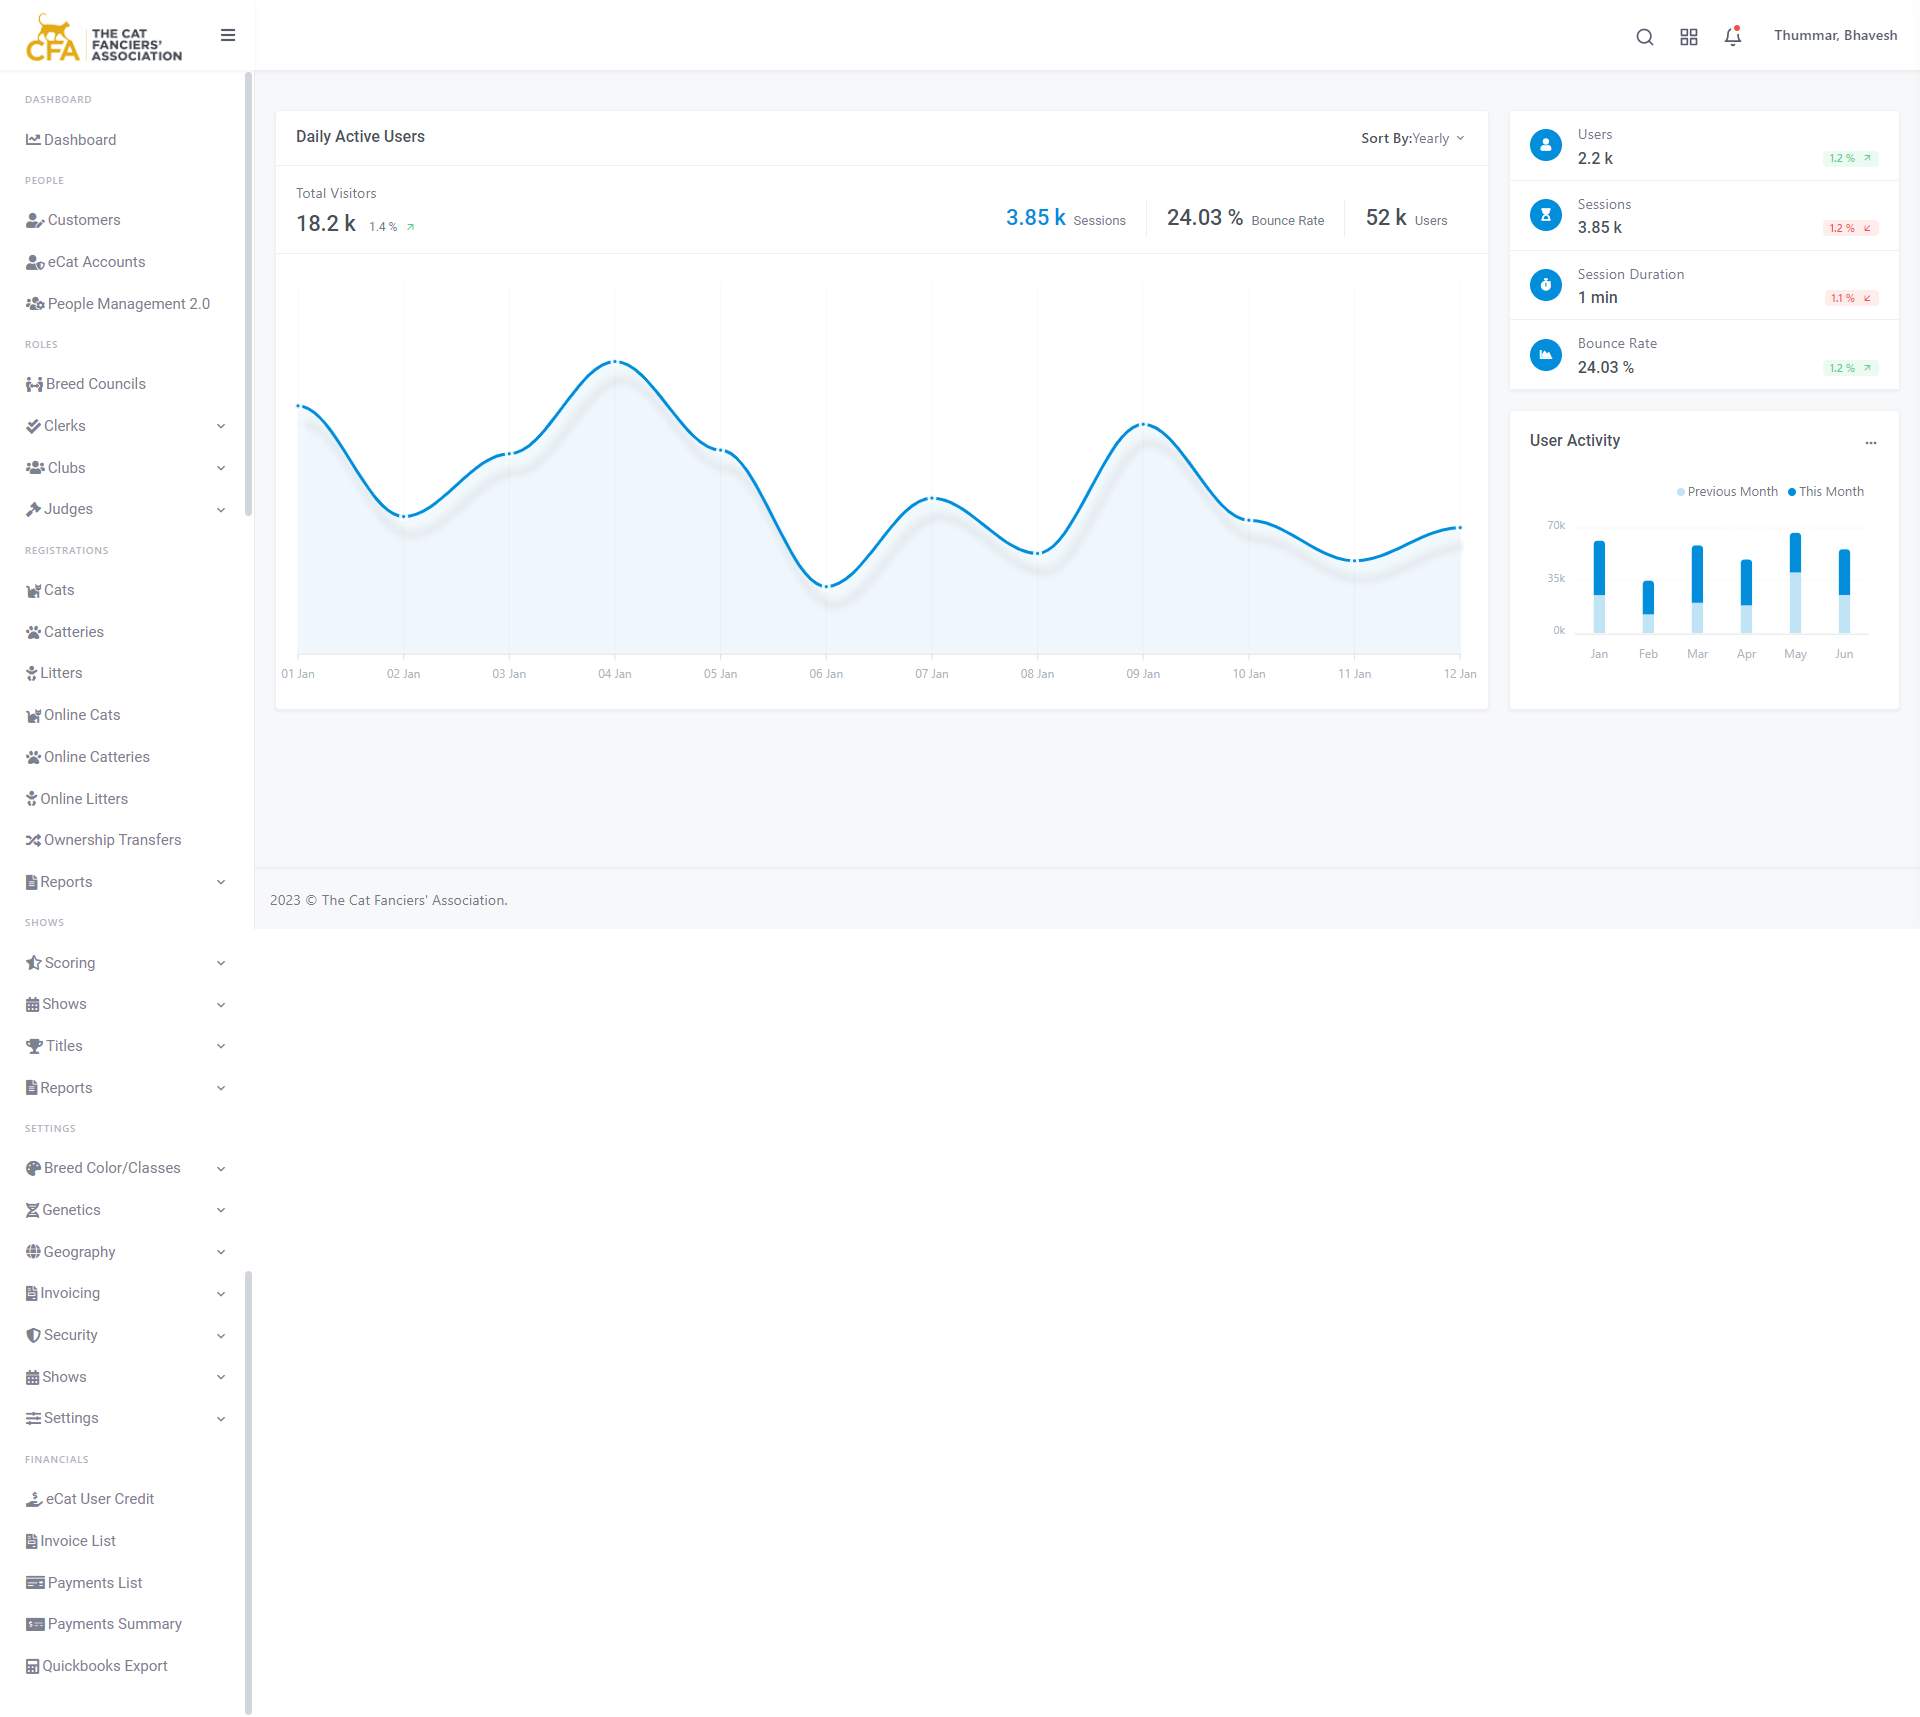 CFA
THE CAT
FANCIERS'
ASSOCIATION
Thummar, Bhavesh
DASHBOARD
Dashboard
PEOPLE
Customers
eCat Accounts
People Management 2.0
ROLES
Breed Councils
Clerks
Clubs
Judges
REGISTRATIONS
Cats
Catteries
Litters
Online Cats
Online Catteries
Online Litters
Ownership Transfers
Reports
SHOWS
Scoring
Shows
Titles
Reports
SETTINGS
Breed Color/Classes
Genetics
Geography
Invoicing
Security
Shows
Settings
FINANCIALS
eCat User Credit
Invoice List
Payments List
Payments Summary
Quickbooks Export
Daily Active Users
Sort By:Yearly
Total Visitors
18.2 k 1.4 %
3.85 k Sessions
24.03 % Bounce Rate
52 k Users
01 Jan 02 Jan 03 Jan 04 Jan 05 Jan 06 Jan 07 Jan 08 Jan 09 Jan 10 Jan 11 Jan 12 Jan
Users
2.2 k 1.2 %
Sessions
3.85 k 1.2 %
Session Duration
1 min 1.1 %
Bounce Rate
24.03 % 1.2 %
User Activity
Previous Month This Month
70k
35k
0k
Jan Feb Mar Apr May Jun
2023 © The Cat Fanciers' Association.